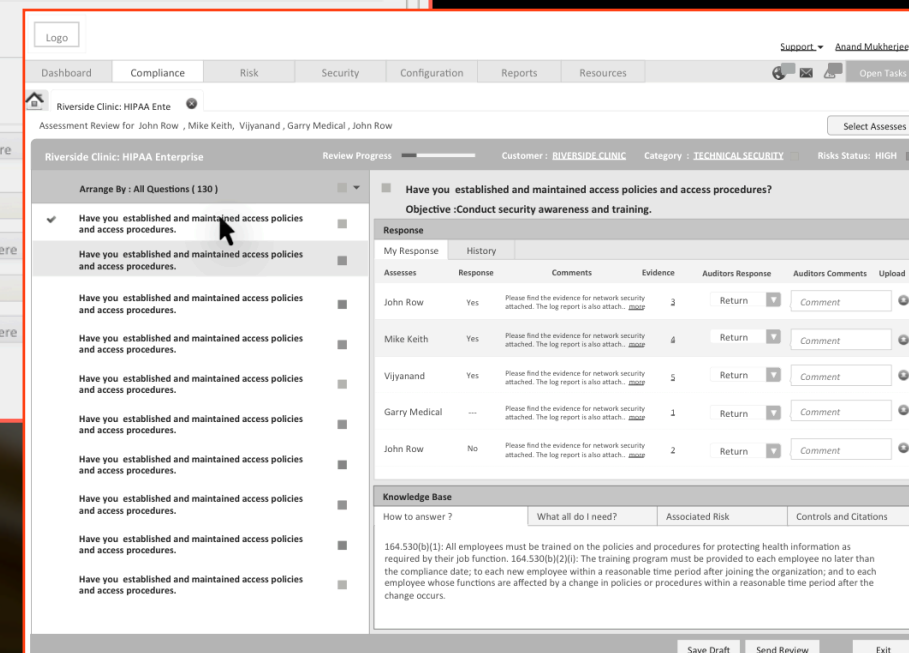 Logo
Support
Anand Mukherjee
Dashboard Compliance Risk Security Configuration Reports Resources
Open Tasks
Riverside Clinic: HIPAA Ente
Assessment Review for John Row , Mike Keith, Vijyanand , Garry Medical , John Row
Select Assesses
Riverside Clinic: HIPAA Enterprise
Review Progress
Customer : RIVERSIDE CLINIC
Category : TECHNICAL SECURITY
Risks Status: HIGH
Arrange By : All Questions ( 130 )
Have you established and maintained access policies
and access procedures.
Have you established and maintained access policies
and access procedures.
Have you established and maintained access policies
and access procedures.
Have you established and maintained access policies
and access procedures.
Have you established and maintained access policies
and access procedures.
Have you established and maintained access policies
and access procedures.
Have you established and maintained access policies
and access procedures.
Have you established and maintained access policies
and access procedures.
Have you established and maintained access policies
and access procedures.
Have you established and maintained access policies
and access procedures.
Have you established and maintained access policies and access procedures?
Objective :Conduct security awareness and training.
Response
My Response History
Assesses Response Comments Evidence Auditors Response Auditors Comments Upload
John Row Yes Please find the evidence for network security
attached. The log report is also attach.. more 3 Return Comment
Mike Keith Yes Please find the evidence for network security
attached. The log report is also attach.. more 4 Return Comment
Vijyanand Yes Please find the evidence for network security
attached. The log report is also attach.. more 5 Return Comment
Garry Medical --- Please find the evidence for network security
attached. The log report is also attach.. more 1 Return Comment
John Row No Please find the evidence for network security
attached. The log report is also attach.. more 2 Return Comment
Knowledge Base
How to answer ? What all do I need? Associated Risk Controls and Citations
164.530(b)(1): All employees must be trained on the policies and procedures for protecting health information as
required by their job function. 164.530(b)(2)(i): The training program must be provided to each employee no later than
the compliance date; to each new employee within a reasonable time period after joining the organization; and to each
employee whose functions are affected by a change in policies or procedures within a reasonable time period after the
change occurs.
Save Draft Send Review Exit
re
ere
ere